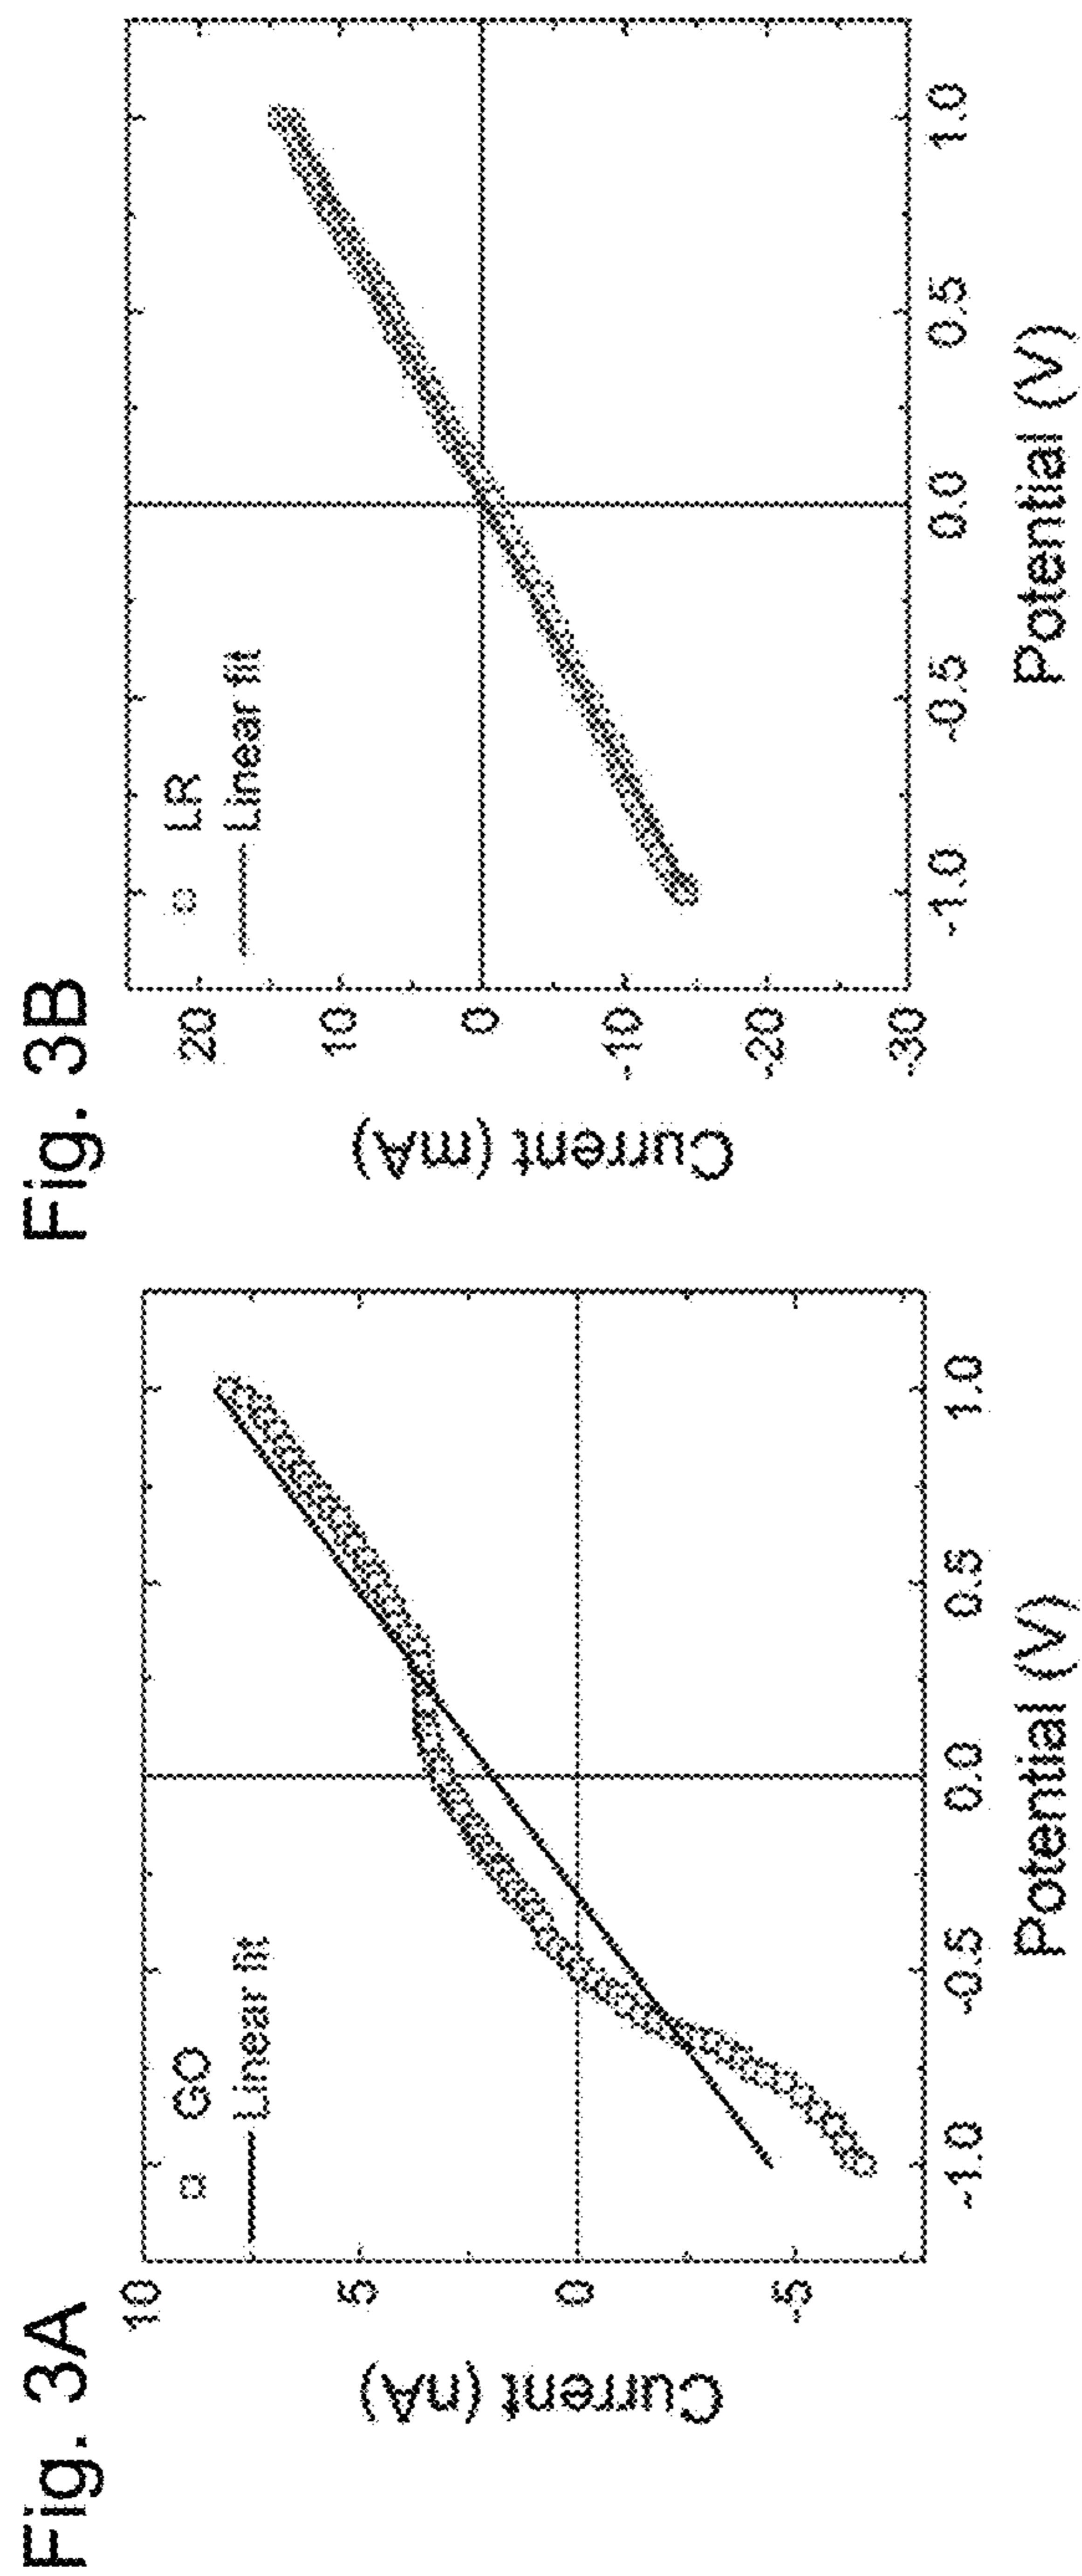 Fig. 3A
GO
Linear fit
10
5
0
-5
Current (nA)
-1.0
-0.5
0.0
0.5
1.0
Potential (V)
Fig. 3B
LR
Linear fit
20
10
0
-10
-20
-30
Current (mA)
-1.0
-0.5
0.0
0.5
1.0
Potential (V)